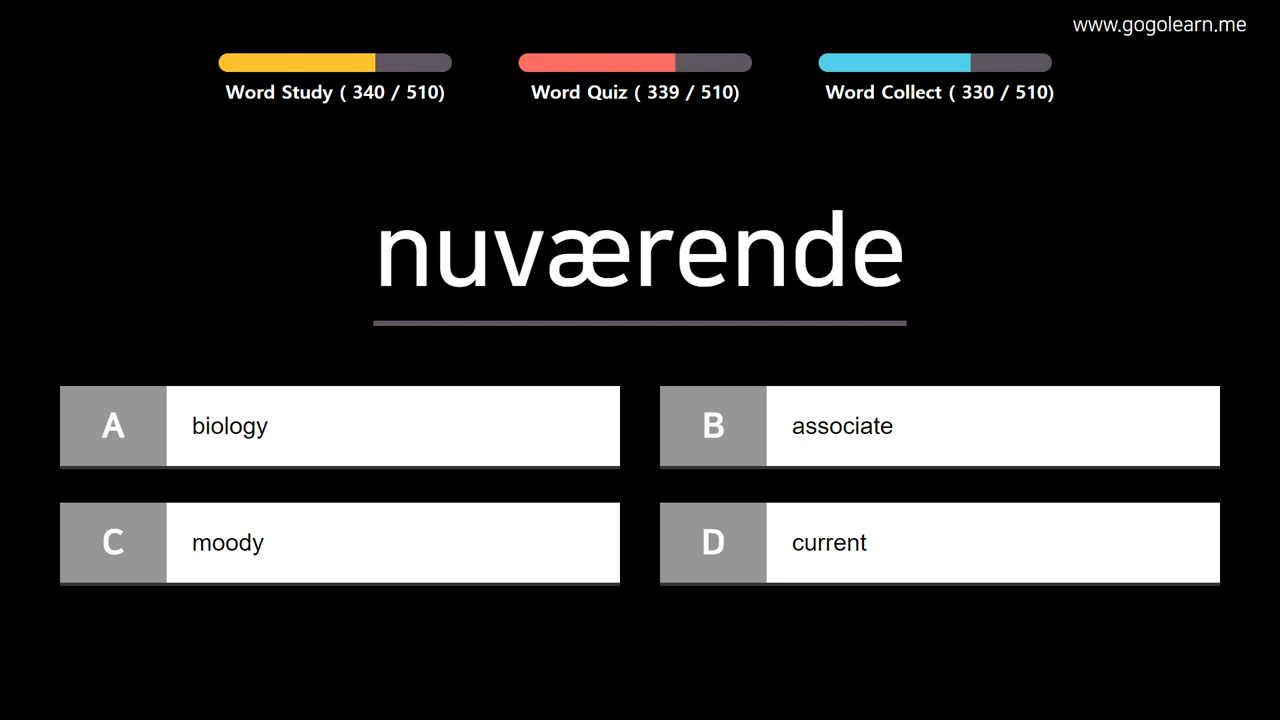 www.gogolearn.me
Word Study ( 340 / 510)
Word Quiz ( 339 / 510)
Word Collect ( 330 / 510)
nuværende
A biology
B associate
C moody
D current